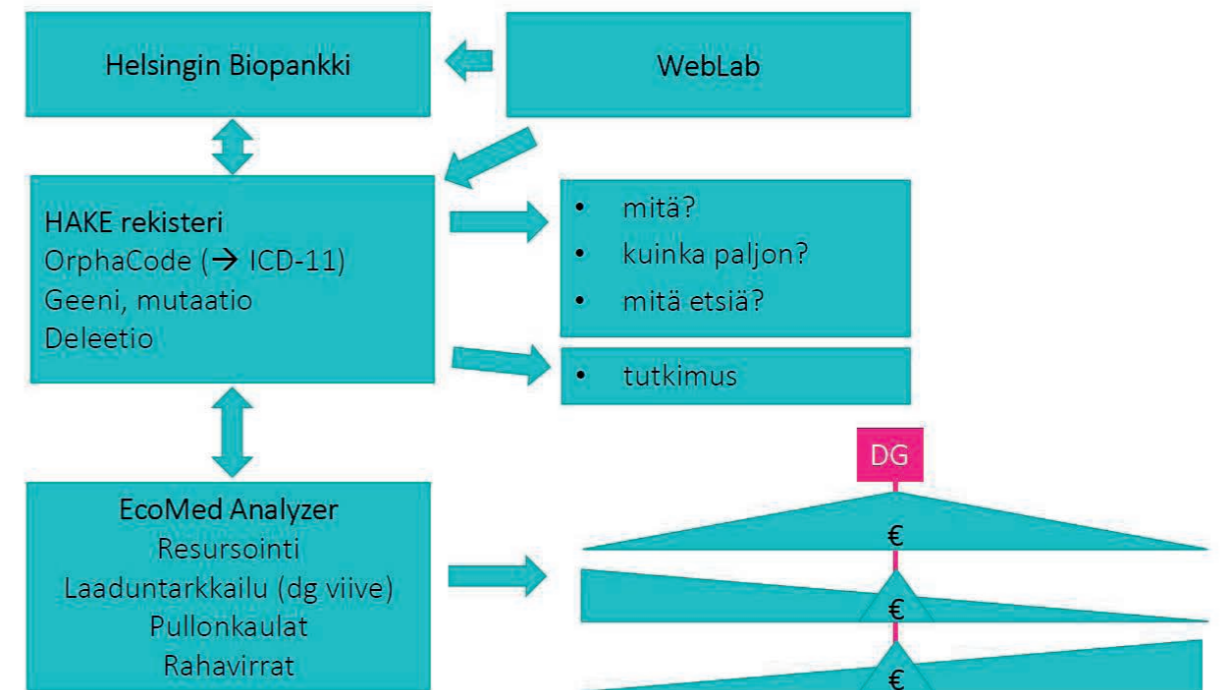 Helsingin Biopankki
WebLab
HAKE rekisteri
OrphaCode (→ ICD-11)
Geeni, mutaatio
Deleetio
• mitä?
• kuinka paljon?
• mitä etsiä?
• tutkimus
EcoMed Analyzer
Resursointi
Laaduntarkkailu (dg viive)
Pullonkaulat
Rahavirrat
DG
€
€
€